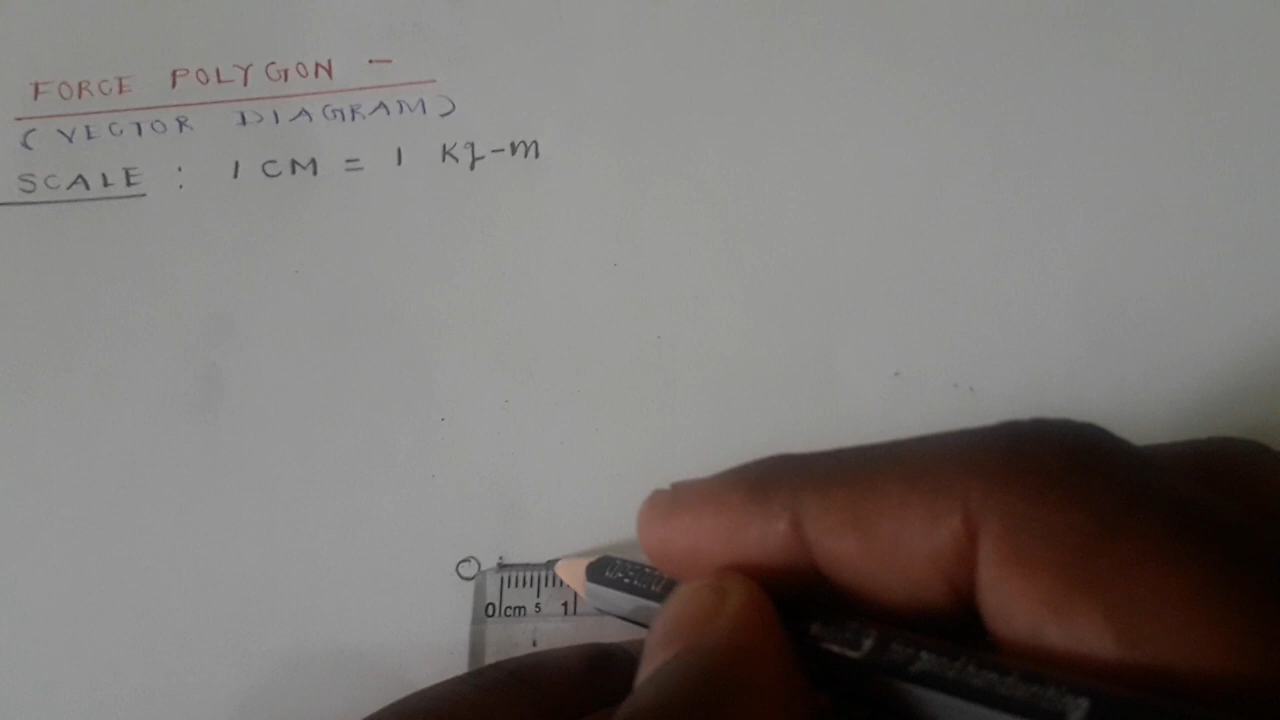 FORCE POLYGON -
(VECTOR DIAGRAM)
SCALE : 1 CM = 1 Kg-m
O
0 cm 5 1